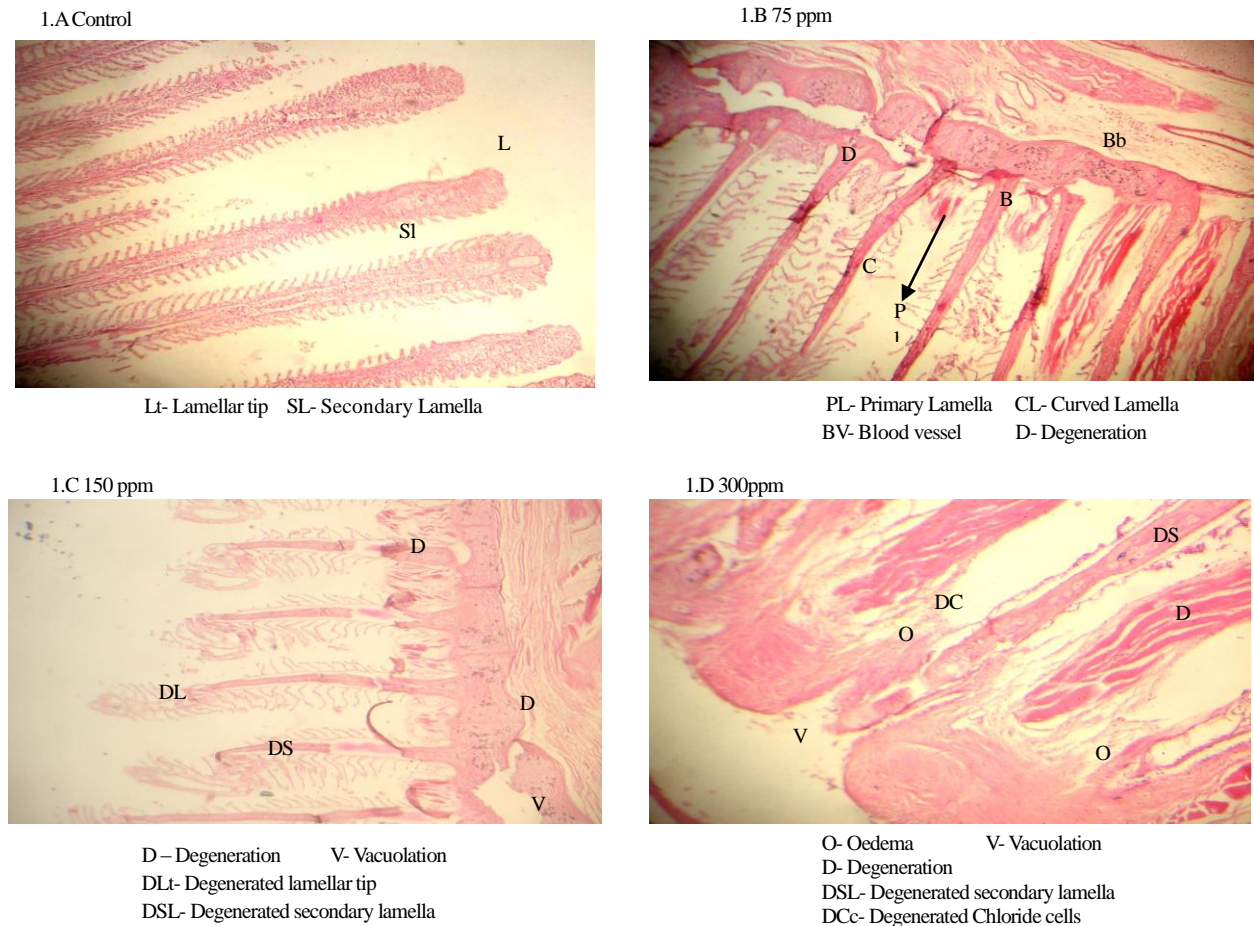 1.A Control
1.B 75 ppm
L
Sl
Bb
D
B
C
P
l
Lt- Lamellar tip SL- Secondary Lamella
PL- Primary Lamella CL- Curved Lamella
BV- Blood vessel D- Degeneration
1.C 150 ppm
1.D 300ppm
D
DL
D
DS
V
DS
DC
D
O
V
O
D – Degeneration V- Vacuolation
DLt- Degenerated lamellar tip
DSL- Degenerated secondary lamella
O- Oedema V- Vacuolation
D- Degeneration
DSL- Degenerated secondary lamella
DCc- Degenerated Chloride cells